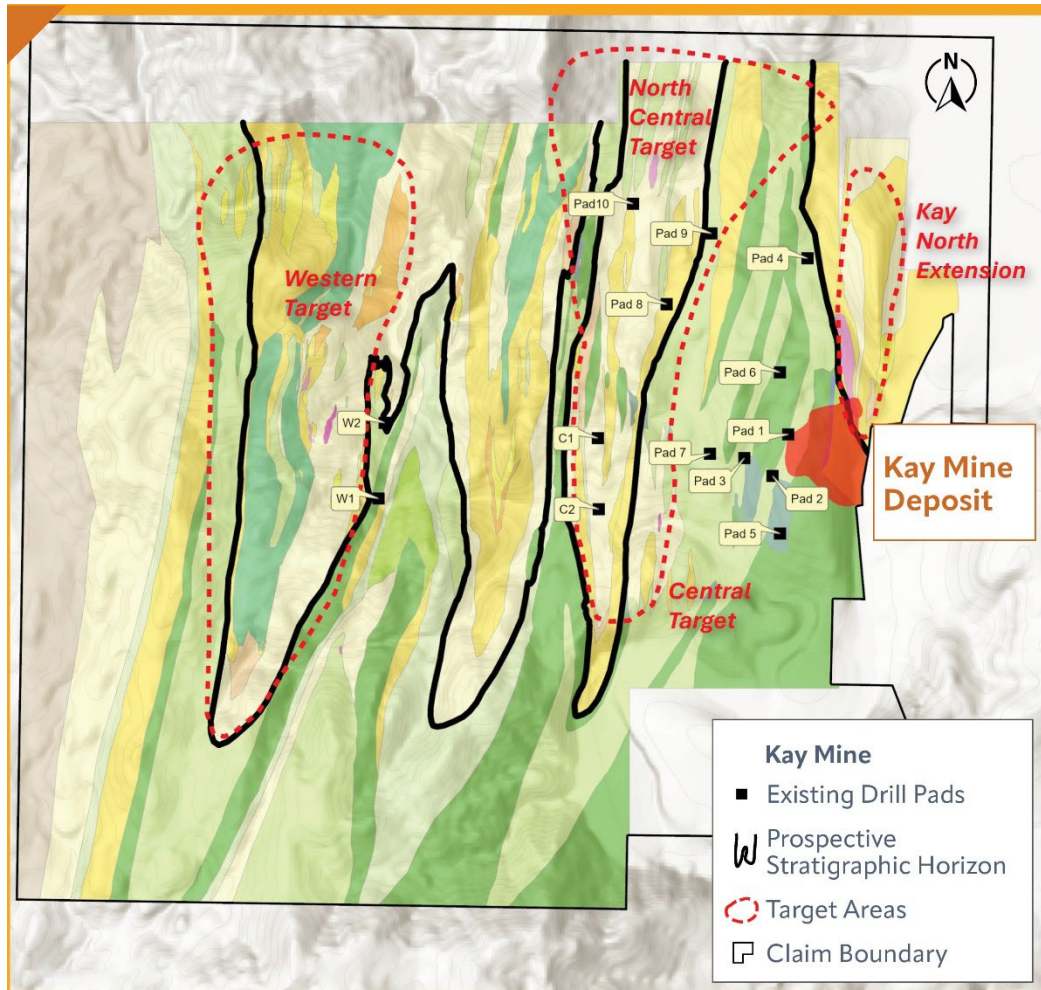 N
North
Central
Target
Pad10
Pad 9
Kay
North
Extension
Pad 4
Western
Target
Pad 8
Pad 6
W2
C1
Pad 1
Pad 7
Pad 3
Pad 2
Kay Mine
Deposit
W1
C2
Pad 5
Central
Target
Kay Mine
Existing Drill Pads
Prospective
Stratigraphic Horizon
Target Areas
Claim Boundary